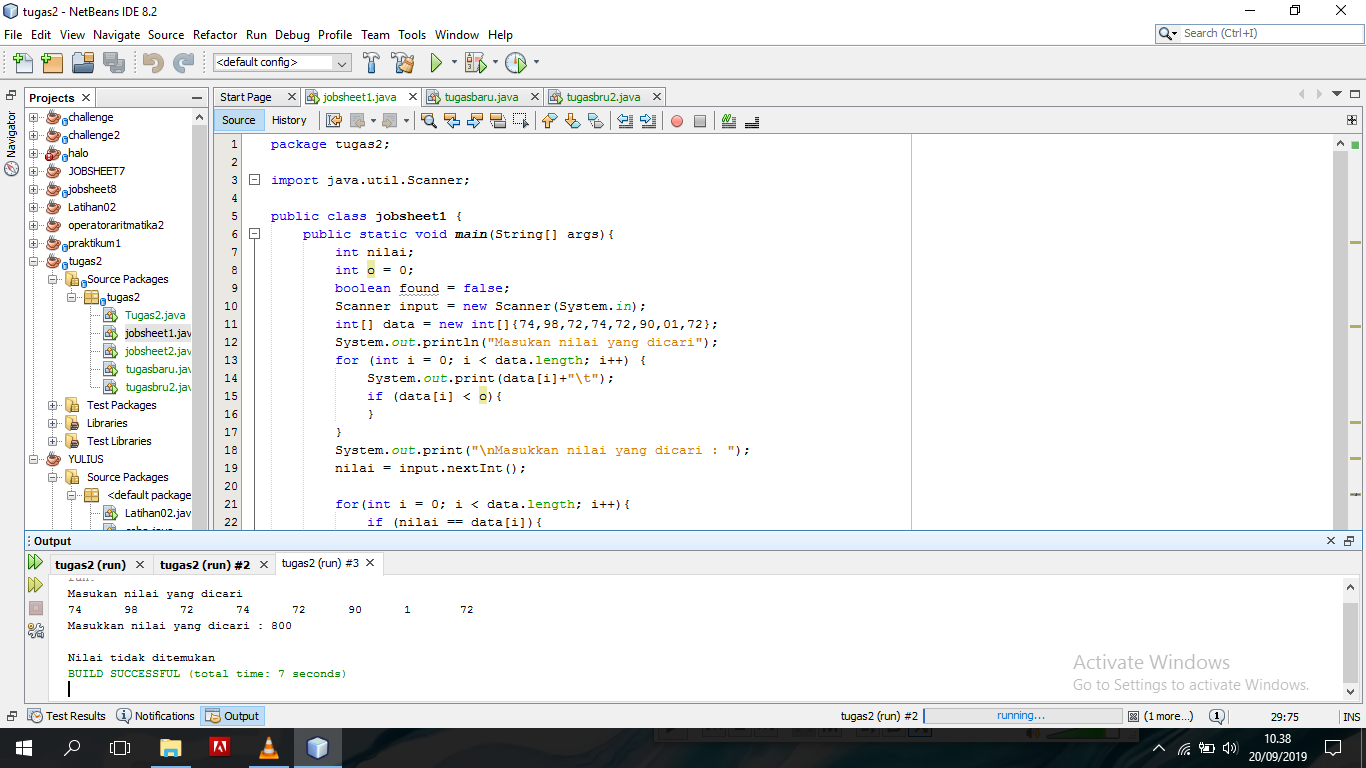 tugas2 - NetBeans IDE 8.2
File Edit View Navigate Source Refactor Run Debug Profile Team Tools Window Help
Search (Ctrl+I)
<default config>
Projects
Navigator
challenge
challenge2
halo
JOBSHEET7
jobsheet8
Latihan02
operatoraritmatika2
praktikum1
tugas2
Source Packages
tugas2
Tugas2.java
jobsheet1.jav
jobsheet2.jav
tugasbaru.jav
tugasbru2.jav
Test Packages
Libraries
Test Libraries
YULIUS
Source Packages
<default package
Latihan02.jav
Start Page jobsheet1.java tugasbaru.java tugasbru2.java
Source History
1 package tugas2;
2
3 import java.util.Scanner;
4
5 public class jobsheet1 {
6 public static void main(String[] args){
7 int nilai;
8 int o = 0;
9 boolean found = false;
10 Scanner input = new Scanner(System.in);
11 int[] data = new int[]{74,98,72,74,72,90,01,72};
12 System.out.println("Masukan nilai yang dicari");
13 for (int i = 0; i < data.length; i++) {
14 System.out.print(data[i]+"\t");
15 if (data[i] < o){
16 }
17 }
18 System.out.print("\nMasukkan nilai yang dicari : ");
19 nilai = input.nextInt();
20
21 for(int i = 0; i < data.length; i++){
22 if (nilai == data[i]){
Output
tugas2 (run) tugas2 (run) #2 tugas2 (run) #3
run:
Masukan nilai yang dicari
74 98 72 74 72 90 1 72
Masukkan nilai yang dicari : 800
Nilai tidak ditemukan
BUILD SUCCESSFUL (total time: 7 seconds)
Activate Windows
Go to Settings to activate Windows.
Test Results Notifications Output
tugas2 (run) #2 running... (1 more...) 1 29:75 INS
10.38
20/09/2019